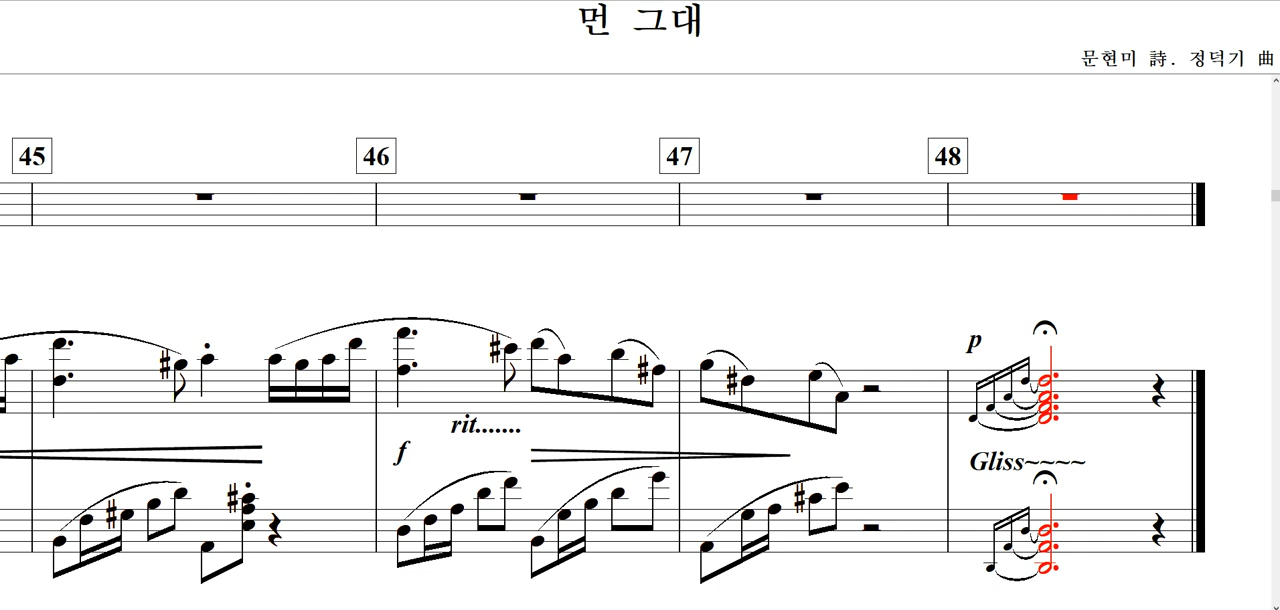 먼 그대
문현미 詩. 정덕기 曲
45 46 47 48
p
rit.......
f
Gliss~~~~